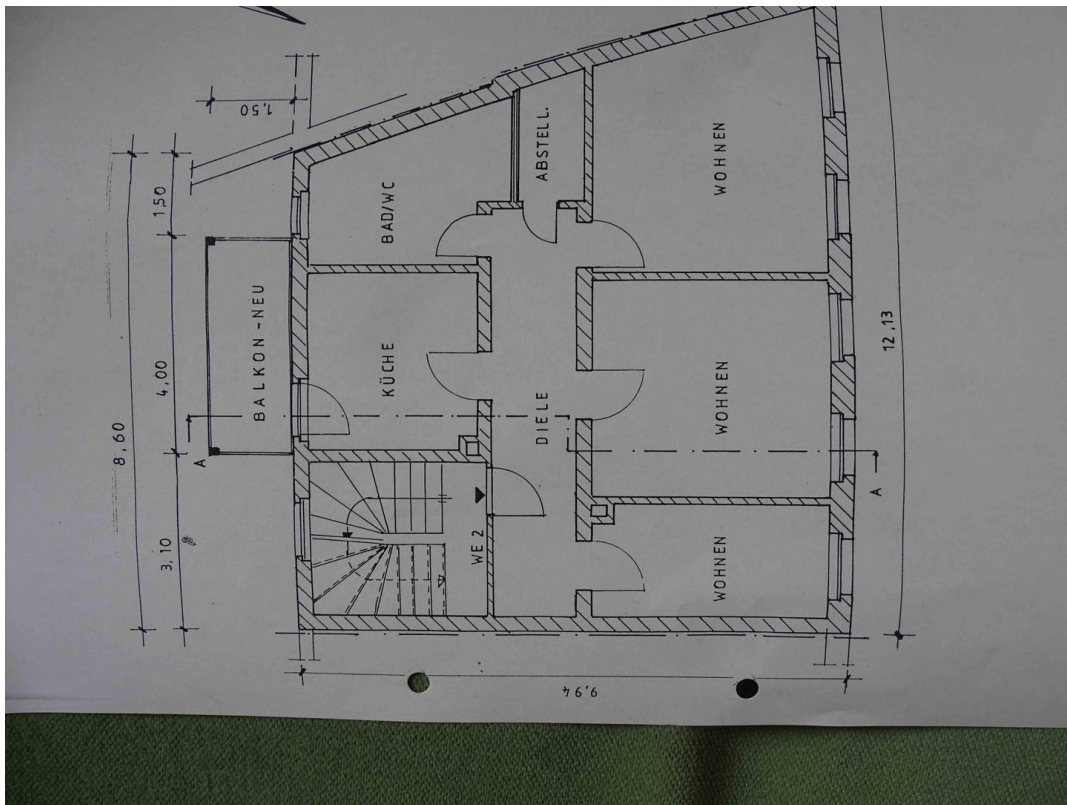 1,50
8,60
1,50
4,00
3,10
BALKON-NEU
A
BAD/WC
ABSTELL.
KÜCHE
DIELE
WE 2
WOHNEN
WOHNEN
WOHNEN
12,13
A
9,94